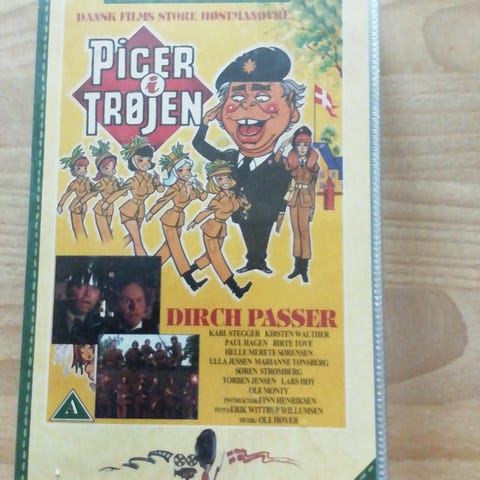 DANSK FILMS STORE HØSTMANØVRE!
PIGER
i
TRØJEN
DIRCH PASSER
KARL STEGGER KIRSTEN WALTHER
PAUL HAGEN BIRTE TOVE
HELLE MERETE SØRENSEN
ULLA JESSEN MARIANNE TØNSBERG
SØREN STRØMBERG
TORBEN JENSEN LARS HØY
OLE MONTY
INSTRUKTØR: FINN HENRIKSEN
FOTO: ERIK WITTRUP WILLUMSEN
MUSIK: OLE HØYER
A